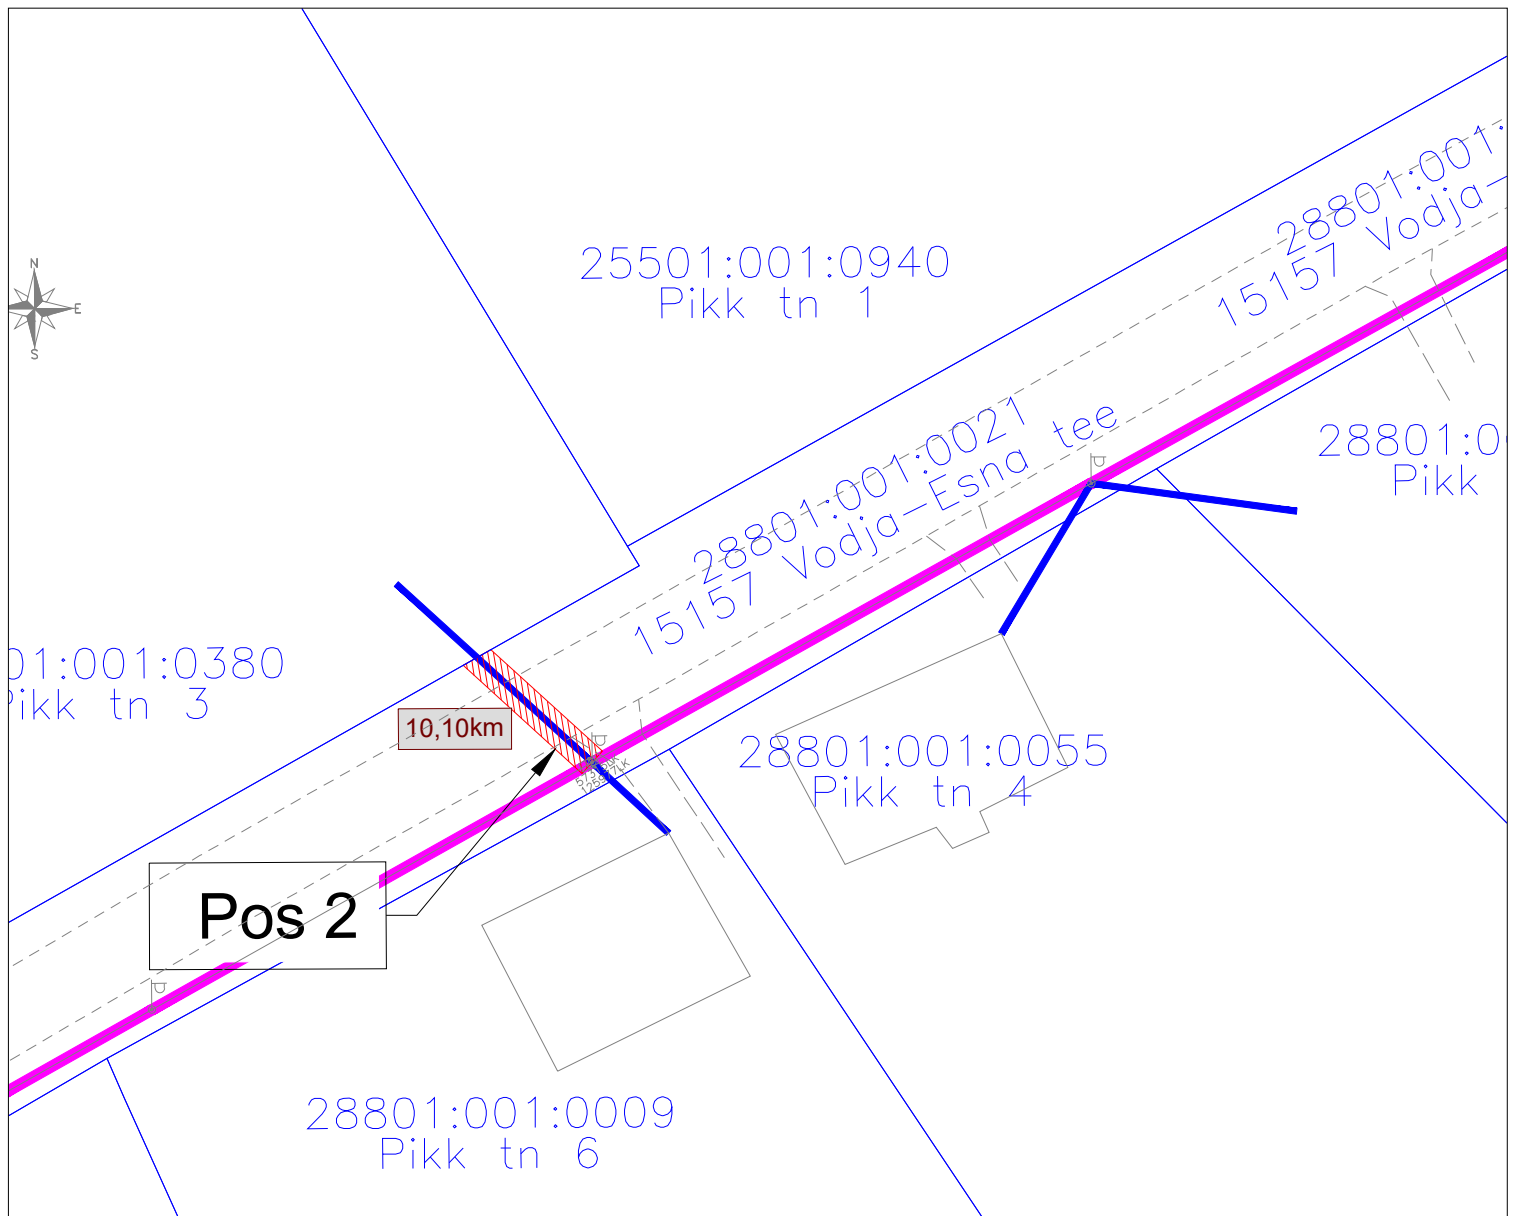 28801:001:
15157 Vodja-
25501:001:0940
Pikk tn 1
N
E
S
28801:001:0021
15157 Vodja-Esna tee
28801:0
Pikk
01:001:0380
Pikk tn 3
10,10km
28801:001:0055
Pikk tn 4
Pos 2
28801:001:0009
Pikk tn 6